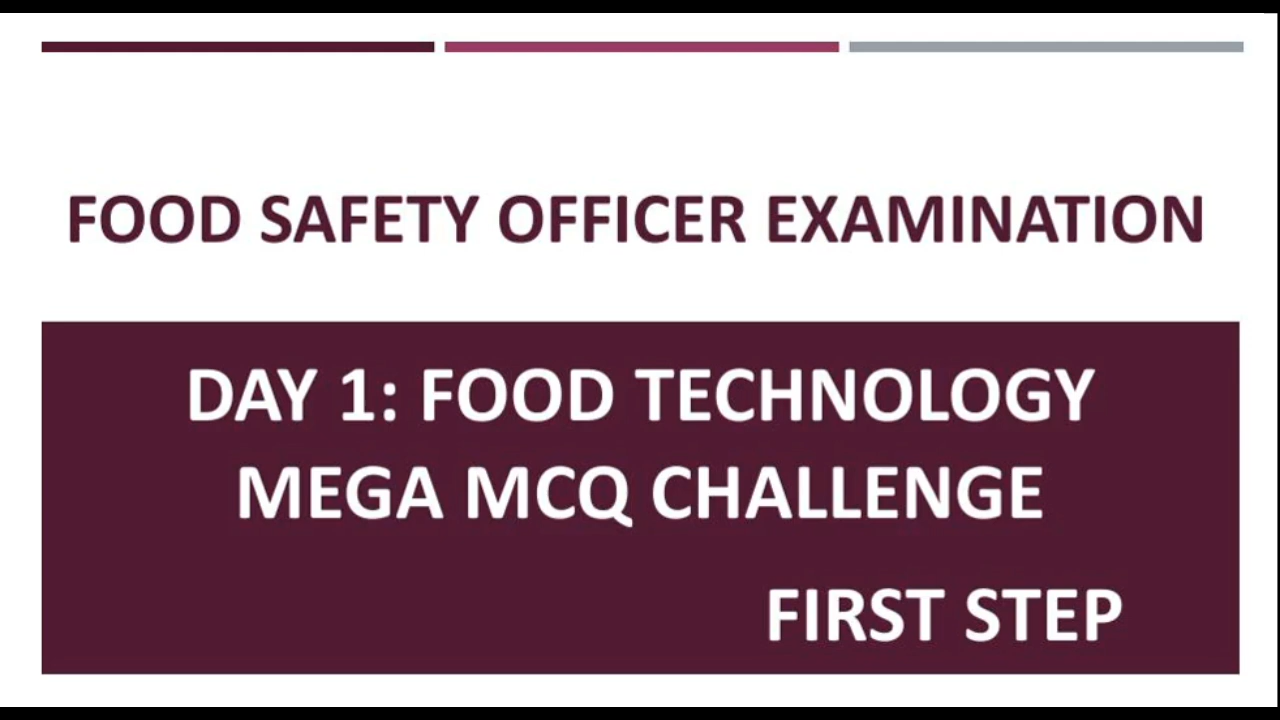 FOOD SAFETY OFFICER EXAMINATION
DAY 1: FOOD TECHNOLOGY
MEGA MCQ CHALLENGE
FIRST STEP